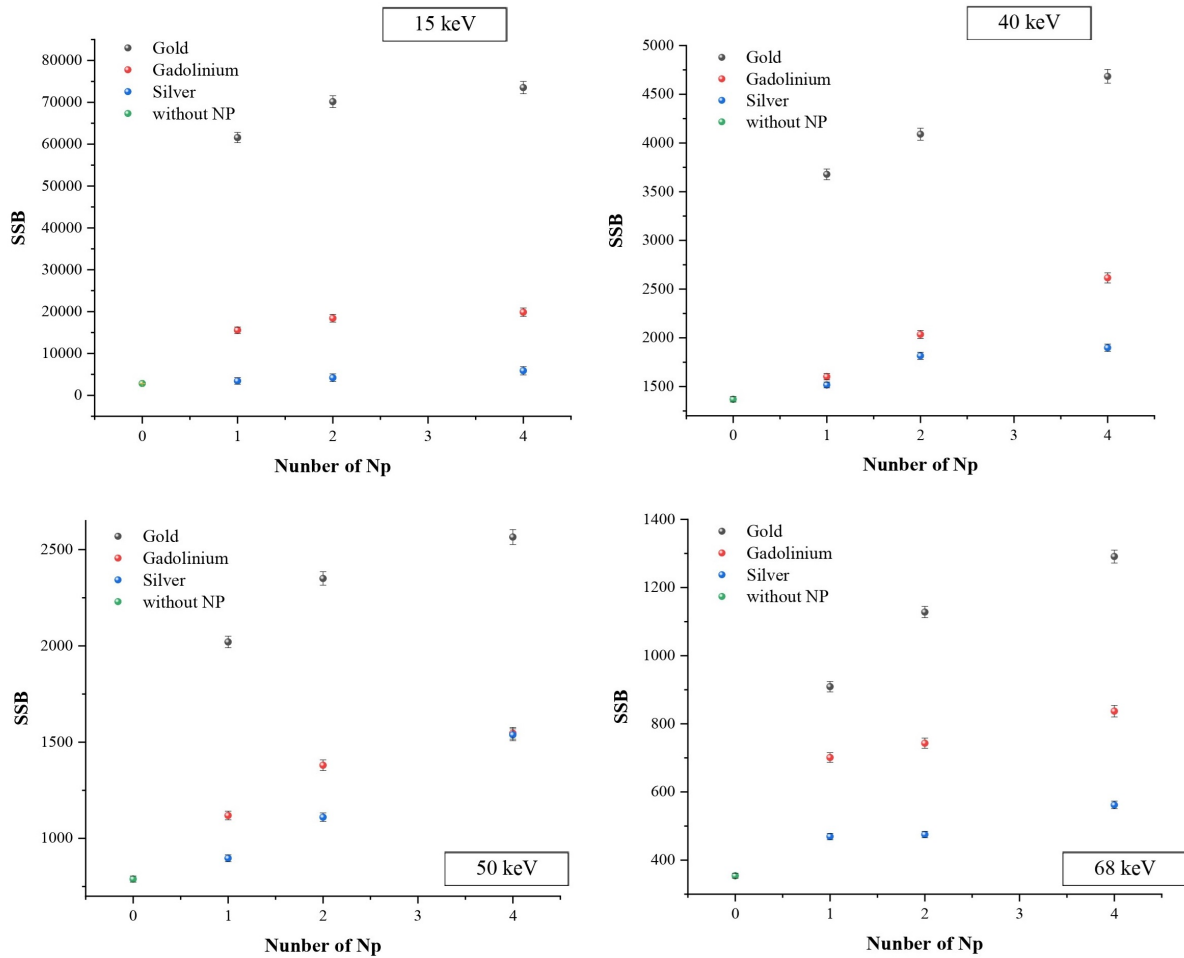 15 keV
Gold
Gadolinium
Silver
without NP
80000
70000
60000
50000
40000
30000
20000
10000
0
SSB
0 1 2 3 4
Nunber of Np
40 keV
Gold
Gadolinium
Silver
without NP
5000
4500
4000
3500
3000
2500
2000
1500
SSB
0 1 2 3 4
Nunber of Np
Gold
Gadolinium
Silver
without NP
2500
2000
1500
1000
SSB
50 keV
0 1 2 3 4
Nunber of Np
Gold
Gadolinium
Silver
without NP
1400
1200
1000
800
600
400
SSB
68 keV
0 1 2 3 4
Nunber of Np